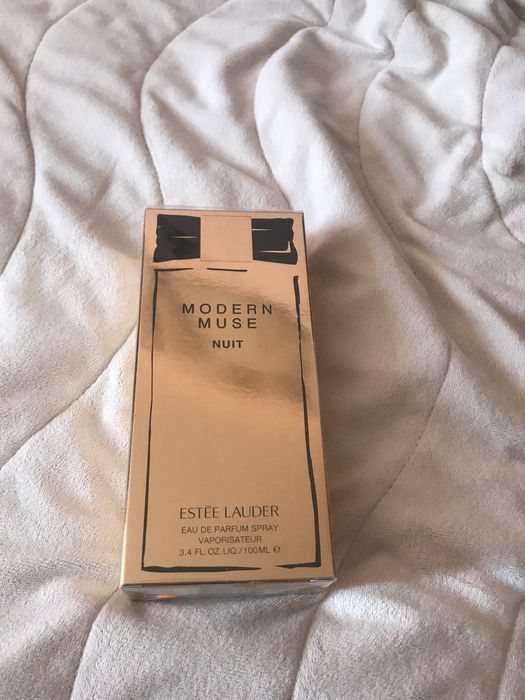 MODERN
MUSE
NUIT
ESTĒE LAUDER
EAU DE PARFUM SPRAY
VAPORISATEUR
3.4 FL.OZ.LIQ./100ML ℮